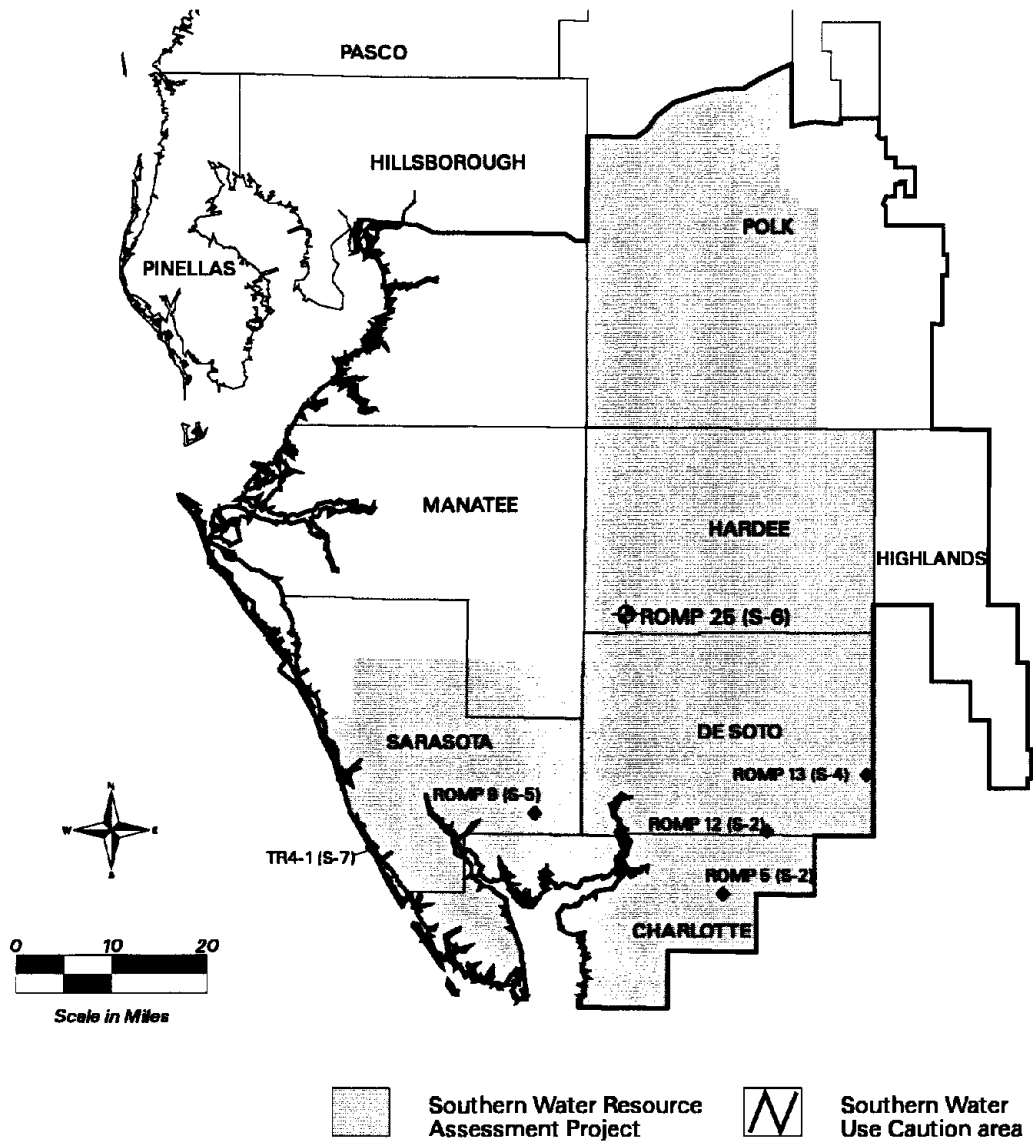 PASCO
HILLSBOROUGH
POLK
PINELLAS
MANATEE
HARDEE
HIGHLANDS
ROMP 25 (S-6)
DE SOTO
SARASOTA
ROMP 13 (S-4)
ROMP 9 (S-5)
N
W
E
S
ROMP 12 (S-2)
TR4-1 (S-7)
ROMP 5 (S-2)
CHARLOTTE
0 10 20
Scale in Miles
Southern Water Resource
Assessment Project
Southern Water
Use Caution area